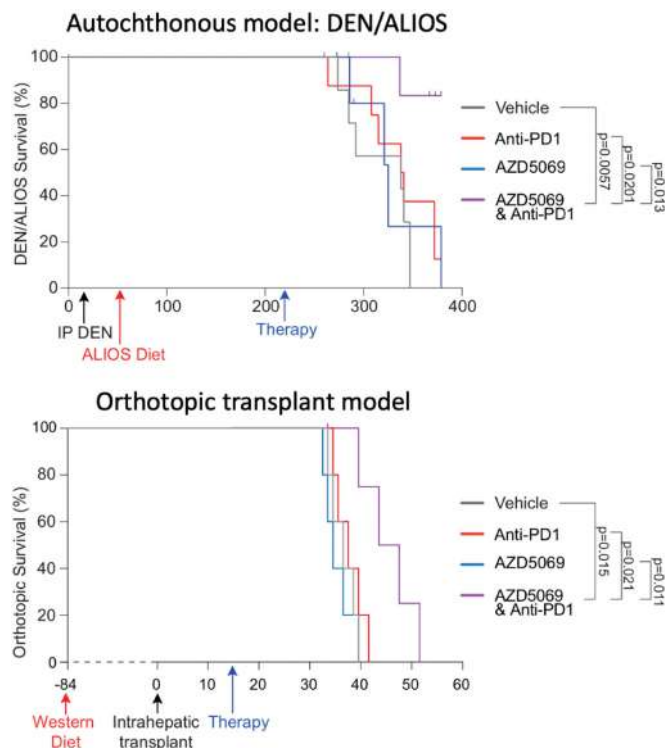 Autochthonous model: DEN/ALIOS
DEN/ALIOS Survival (%)
100
80
60
40
20
0
0
100
200
300
400
IP DEN
ALIOS Diet
Therapy
Vehicle
Anti-PD1
AZD5069
AZD5069
& Anti-PD1
p=0.0057
p=0.0201
p=0.013
Orthotopic transplant model
Orthotopic Survival (%)
100
80
60
40
20
0
-84
0
10
20
30
40
50
60
Western
Diet
Intrahepatic
transplant
Therapy
Vehicle
Anti-PD1
AZD5069
AZD5069
& Anti-PD1
p=0.015
p=0.021
p=0.011